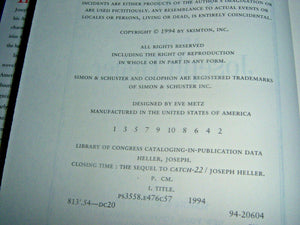 INCIDENTS ARE EITHER PRODUCTS OF THE AUTHOR'S IMAGINATION OR
ARE USED FICTITIOUSLY. ANY RESEMBLANCE TO ACTUAL EVENTS OR
LOCALES OR PERSONS, LIVING OR DEAD, IS ENTIRELY COINCIDENTAL.
COPYRIGHT © 1994 BY SKIMTON, INC.
ALL RIGHTS RESERVED
INCLUDING THE RIGHT OF REPRODUCTION
IN WHOLE OR IN PART IN ANY FORM.
SIMON & SCHUSTER AND COLOPHON ARE REGISTERED TRADEMARKS
OF SIMON & SCHUSTER INC.
DESIGNED BY EVE METZ
MANUFACTURED IN THE UNITED STATES OF AMERICA
1 3 5 7 9 10 8 6 4 2
LIBRARY OF CONGRESS CATALOGING-IN-PUBLICATION DATA
HELLER, JOSEPH.
CLOSING TIME : THE SEQUEL TO CATCH-22 / JOSEPH HELLER.
P. CM.
I. TITLE.
PS3558.E476C57 1994
813'.54—DC20 94-20604